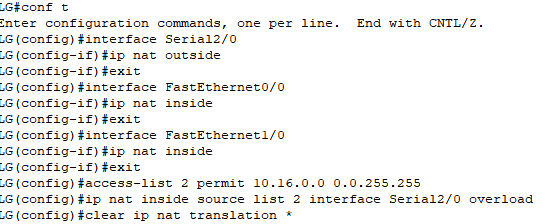 LG#conf t
Enter configuration commands, one per line.  End with CNTL/Z.
LG(config)#interface Serial2/0
LG(config-if)#ip nat outside
LG(config-if)#exit
LG(config)#interface FastEthernet0/0
LG(config-if)#ip nat inside
LG(config-if)#exit
LG(config)#interface FastEthernet1/0
LG(config-if)#ip nat inside
LG(config-if)#exit
LG(config)#access-list 2 permit 10.16.0.0 0.0.255.255
LG(config)#ip nat inside source list 2 interface Serial2/0 overload
LG(config)#clear ip nat translation *